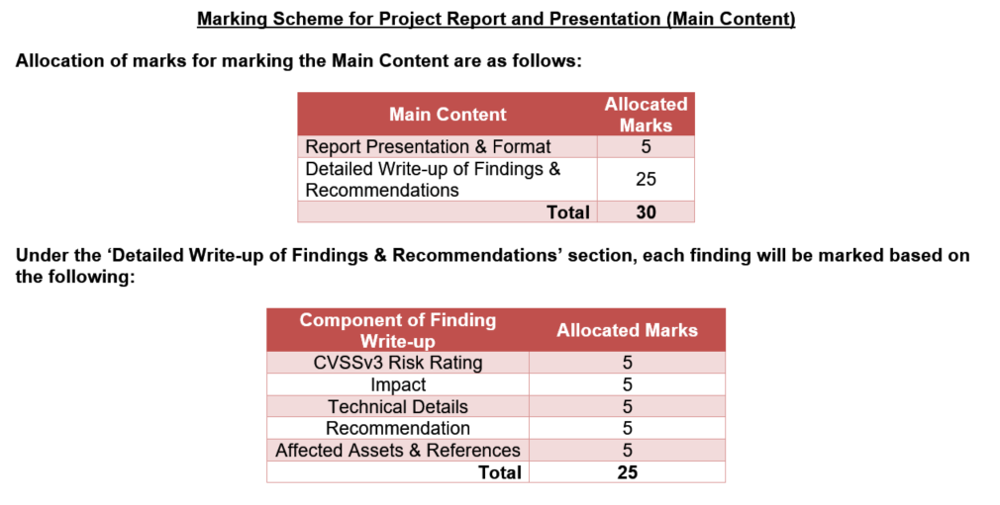 Marking Scheme for Project Report and Presentation (Main Content)
Allocation of marks for marking the Main Content are as follows:
Main Content
Allocated
Marks
Report Presentation & Format 5
Detailed Write-up of Findings &
Recommendations
25
Total 30
Under the ‘Detailed Write-up of Findings & Recommendations’ section, each finding will be marked based on
the following:
Component of Finding
Write-up
Allocated Marks
CVSSv3 Risk Rating 5
Impact 5
Technical Details 5
Recommendation 5
Affected Assets & References 5
Total 25